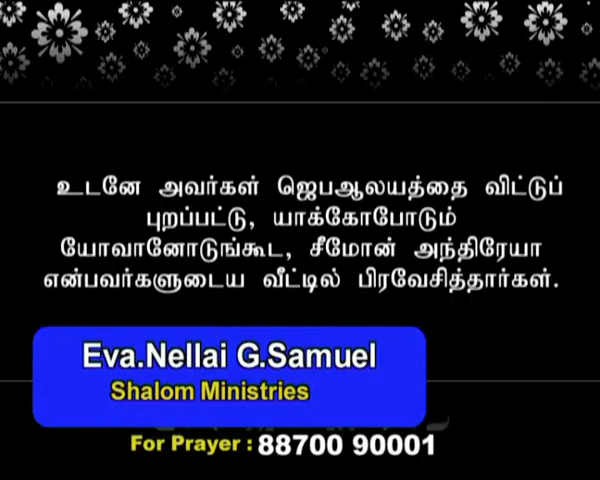 உடனே அவர்கள் ஜெபஆலயத்தை விட்டுப்
புறப்பட்டு, யாக்கோபோடும்
யோவானோடுங்கூட, சீமோன் அந்திரேயா
என்பவர்களுடைய வீட்டில் பிரவேசித்தார்கள்.
Eva.Nellai G.Samuel
Shalom Ministries
For Prayer : 88700 90001